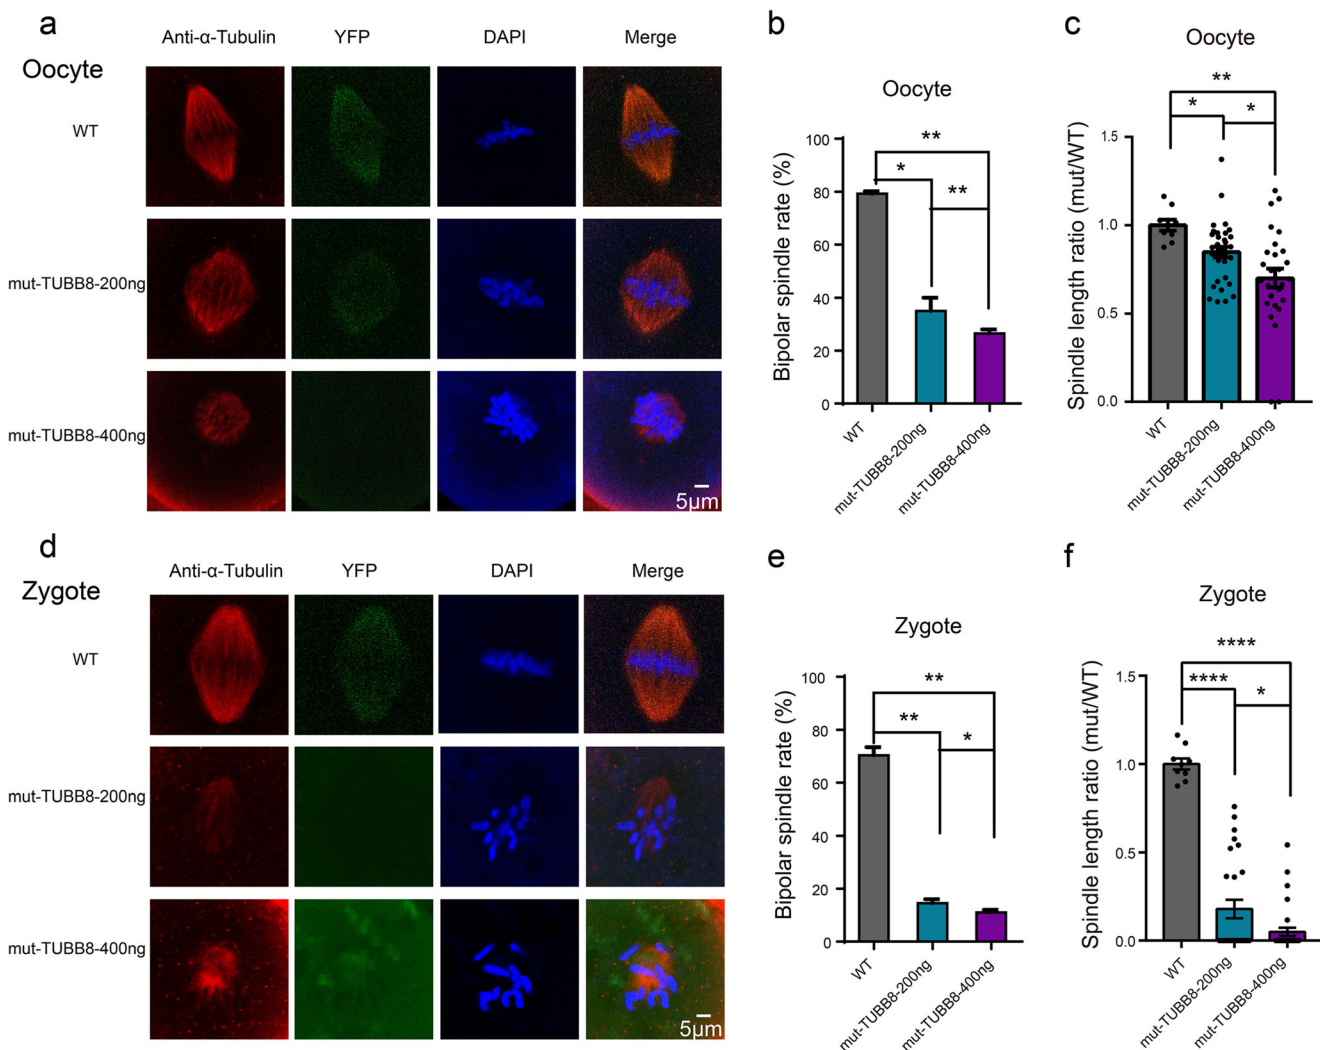 a
Anti-α-Tubulin YFP DAPI Merge
Oocyte
WT
mut-TUBB8-200ng
mut-TUBB8-400ng
5μm
b
Oocyte
Bipolar spindle rate (%)
100
80
60
40
20
0
**
*
**
WT
mut-TUBB8-200ng
mut-TUBB8-400ng
c
Oocyte
Spindle length ratio (mut/WT)
1.5
1.0
0.5
0.0
**
* *
WT
mut-TUBB8-200ng
mut-TUBB8-400ng
d
Anti-α-Tubulin YFP DAPI Merge
Zygote
WT
mut-TUBB8-200ng
mut-TUBB8-400ng
5μm
e
Zygote
Bipolar spindle rate (%)
100
80
60
40
20
0
**
**
*
WT
mut-TUBB8-200ng
mut-TUBB8-400ng
f
Zygote
Spindle length ratio (mut/WT)
1.5
1.0
0.5
0.0
****
****
*
WT
mut-TUBB8-200ng
mut-TUBB8-400ng